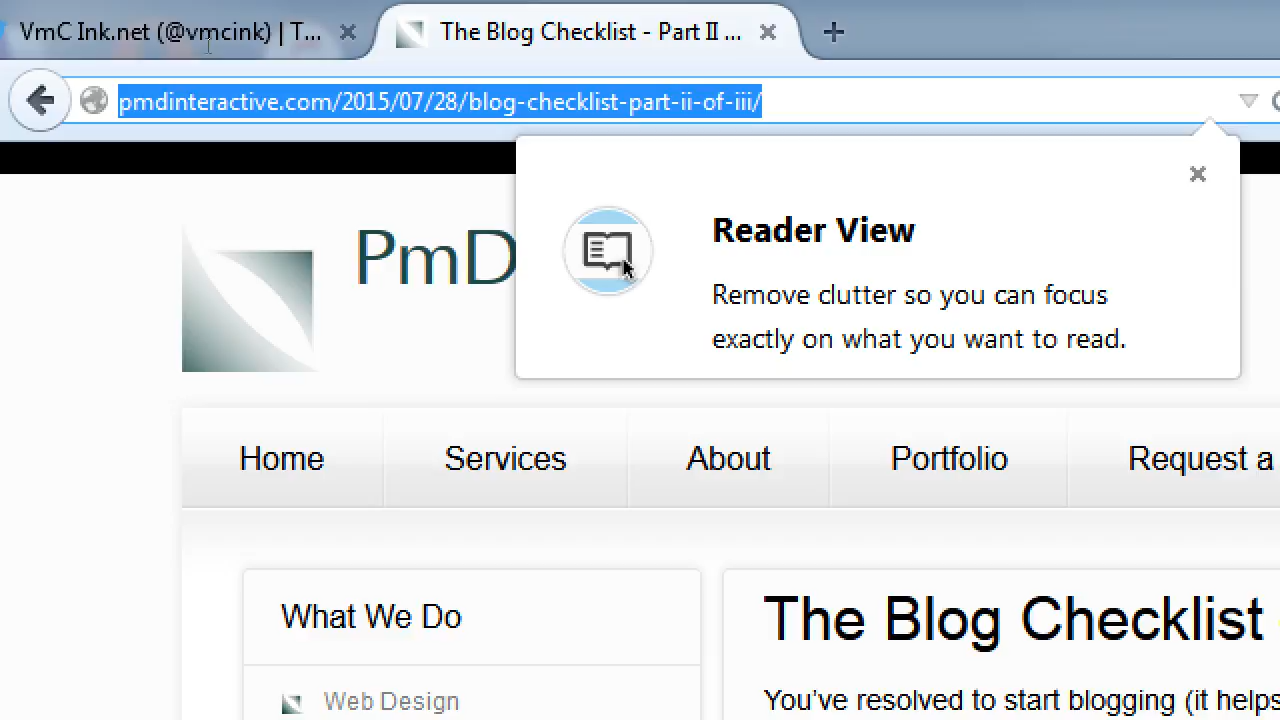 VmC Ink.net (@vmcink) | T...
The Blog Checklist - Part II ...
pmdinteractive.com/2015/07/28/blog-checklist-part-ii-of-iii/
Reader View
Remove clutter so you can focus
exactly on what you want to read.
PmD
Home
Services
About
Portfolio
Request a
What We Do
Web Design
The Blog Checklist
You've resolved to start blogging (it helps